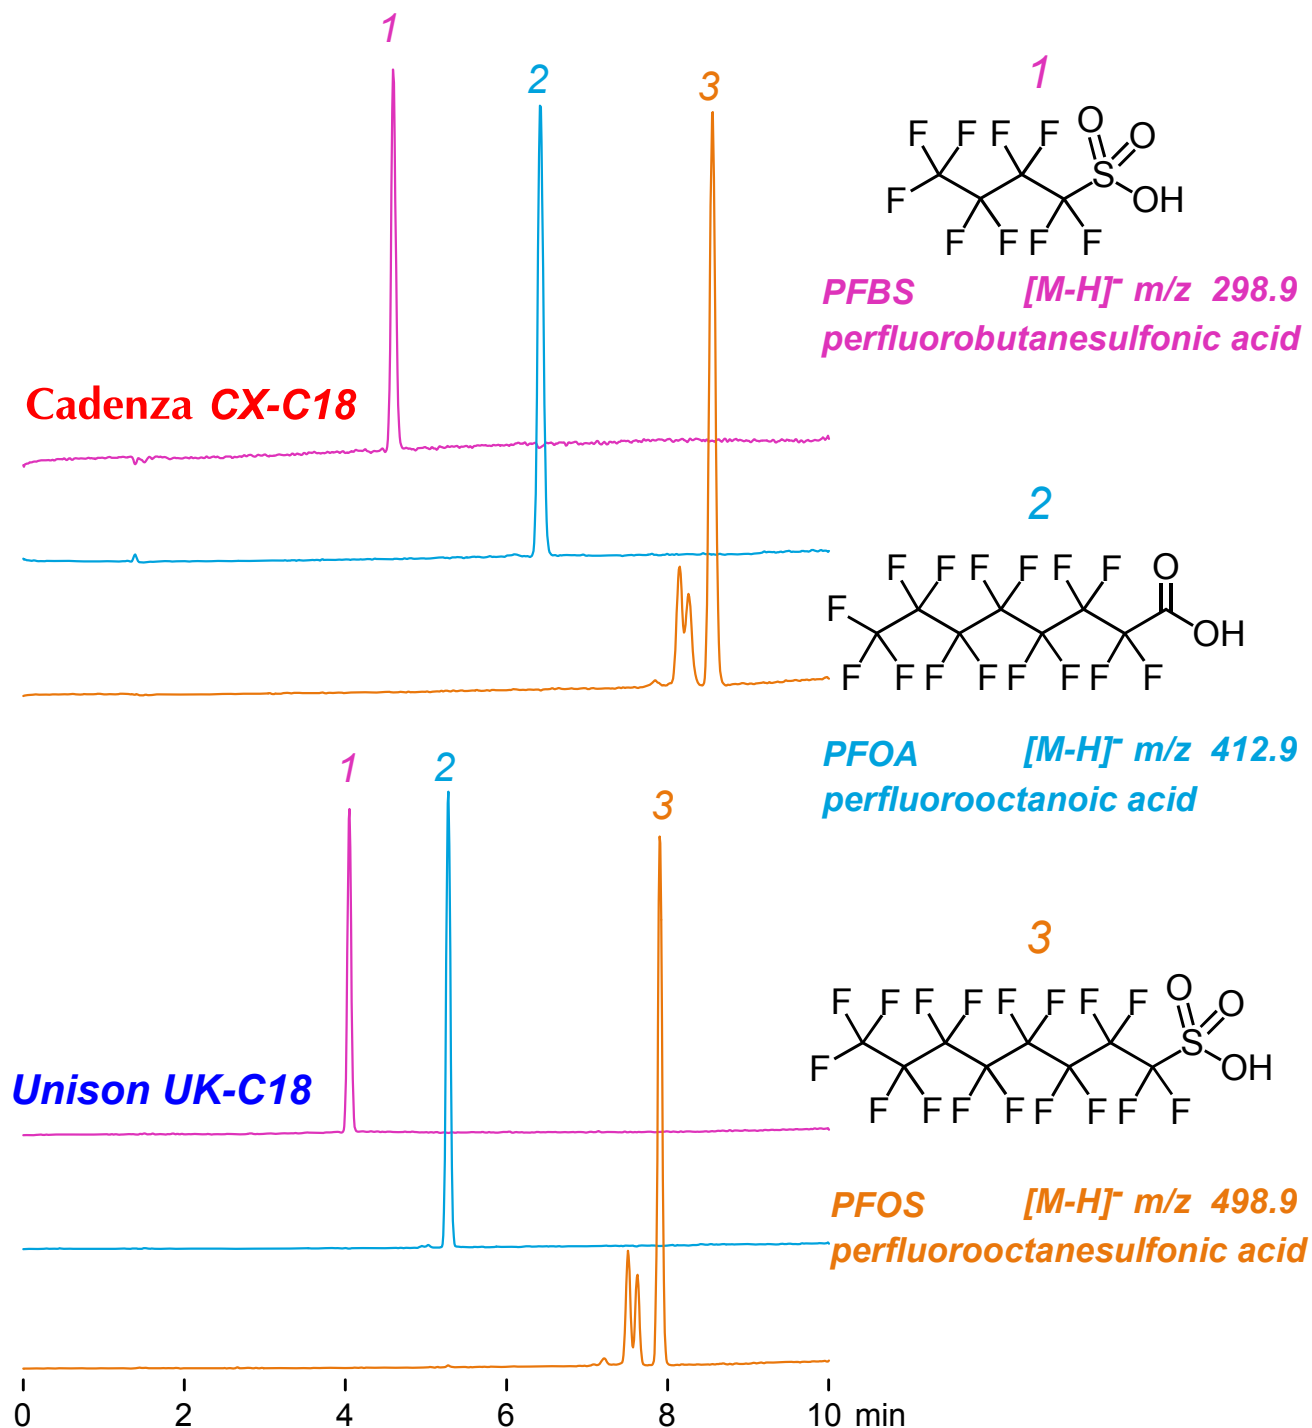 1
2
3
Cadenza CX-C18
1
F F F F O O
F S OH
F F F F
PFBS [M-H]- m/z 298.9
perfluorobutanesulfonic acid
2
F F F F F F O
F OH
F F F F F F F F
PFOA [M-H]- m/z 412.9
perfluorooctanoic acid
1
2
3
Unison UK-C18
3
F F F F F F F F O O
F S OH
F F F F F F F F
PFOS [M-H]- m/z 498.9
perfluorooctanesulfonic acid
0 2 4 6 8 10 min